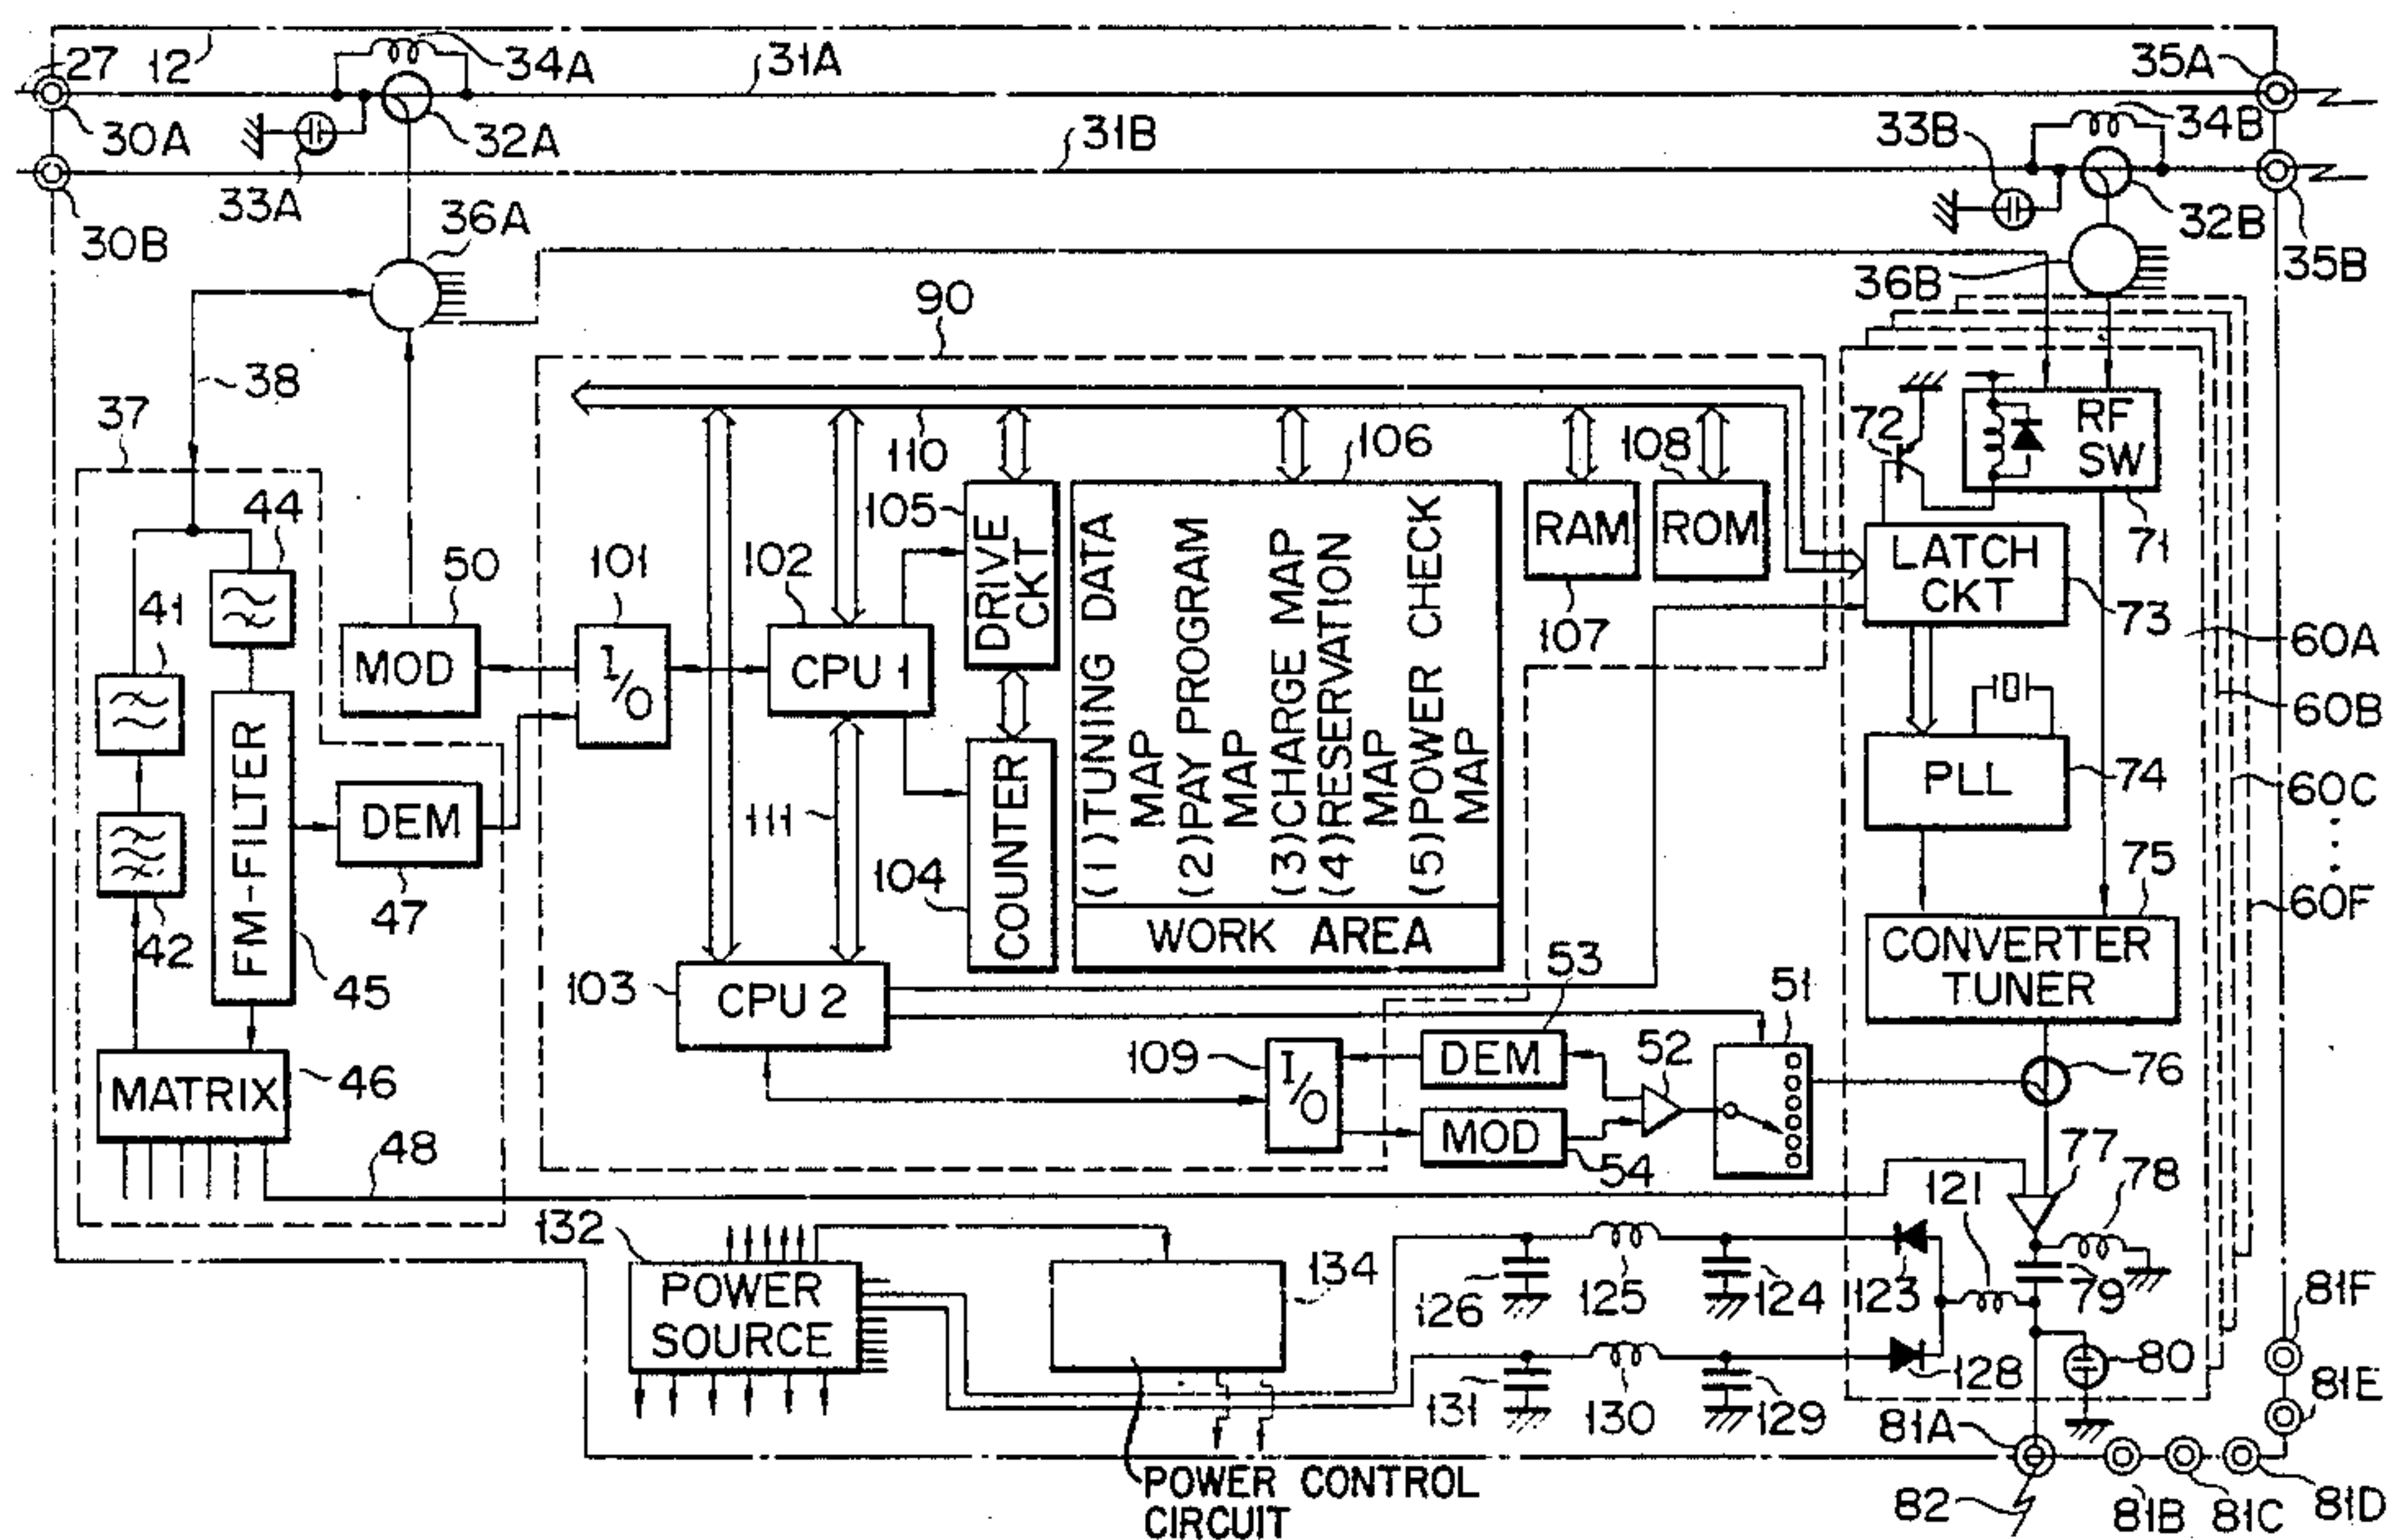 27
12
34A
31A
35A
30A
32A
31B
33B
34B
33A
32B
30B
36A
36B
35B
90
38
37
72
RF
SW
110
106
108
71
44
105
DRIVE
CKT
(1) TUNING DATA
MAP
(2) PAY PROGRAM
MAP
(3) CHARGE MAP
(4) RESERVATION
MAP
(5) POWER CHECK
MAP
WORK AREA
RAM
ROM
107
LATCH
CKT
73
41
50
101
102
MOD
I/O
CPU 1
60A
60B
60C
60F
FM-FILTER
DEM
111
104
COUNTER
PLL
74
42
47
45
75
CONVERTER
TUNER
103
CPU 2
53
51
MATRIX
46
109
I/O
DEM
52
76
MOD
54
48
77
78
121
132
POWER
SOURCE
134
126
125
124
123
79
81F
131
130
129
128
80
81E
81A
POWER CONTROL
CIRCUIT
82
81B
81C
81D